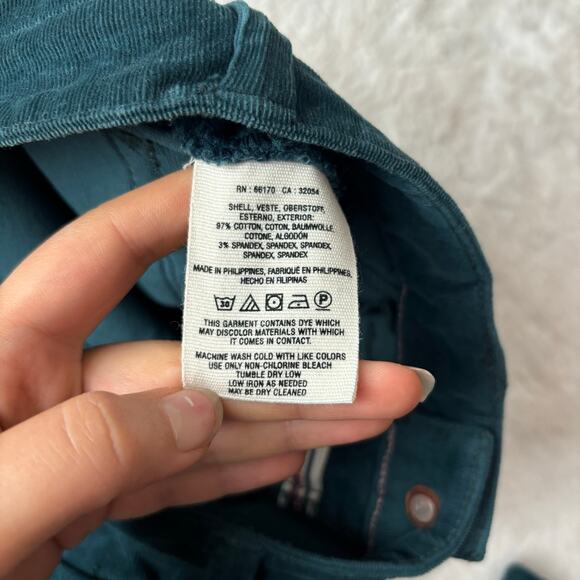 RN : 66170 CA : 32054
SHELL, VESTE, OBERSTOFF,
ESTERNO, EXTERIOR:
97% COTTON, COTON, BAUMWOLLE
COTONE, ALGODÓN
3% SPANDEX, SPANDEX, SPANDEX,
SPANDEX, SPANDEX
MADE IN PHILIPPINES, FABRIQUÉ EN PHILIPPINES,
HECHO EN FILIPINAS
30 P
THIS GARMENT CONTAINS DYE WHICH
MAY DISCOLOR MATERIALS WITH WHICH
IT COMES IN CONTACT.
MACHINE WASH COLD WITH LIKE COLORS
USE ONLY NON-CHLORINE BLEACH
TUMBLE DRY LOW
LOW IRON AS NEEDED
MAY BE DRY CLEANED